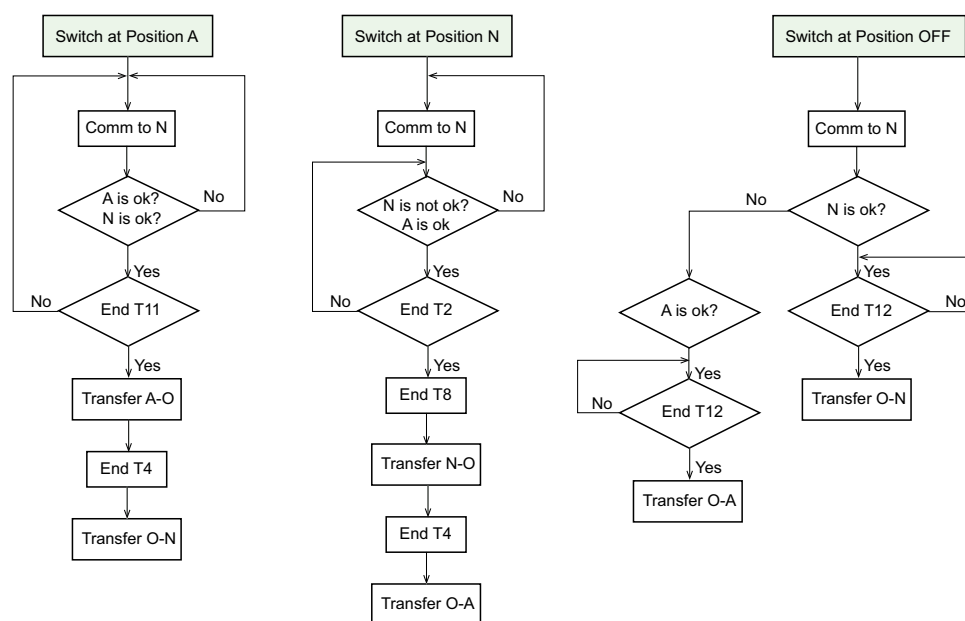 Switch at Position A
Comm to N
A is ok?
N is ok?
No
Yes
No
End T11
Yes
Transfer A-O
End T4
Transfer O-N
Switch at Position N
Comm to N
N is not ok?
A is ok
No
Yes
No
End T2
Yes
End T8
Transfer N-O
End T4
Transfer O-A
Switch at Position OFF
Comm to N
No
N is ok?
Yes
End T12
No
Yes
Transfer O-N
A is ok?
Yes
No
End T12
Yes
Transfer O-A